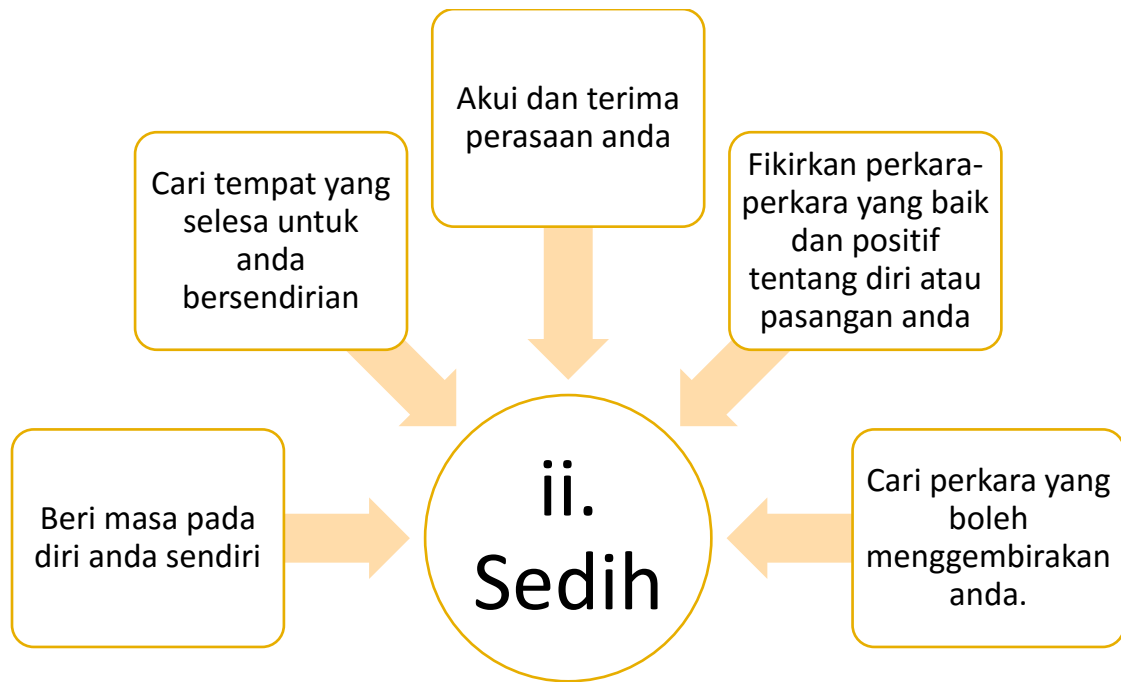 Akui dan terima
perasaan anda
Cari tempat yang
selesa untuk
anda
bersendirian
Fikirkan perkara-
perkara yang baik
dan positif
tentang diri atau
pasangan anda
Beri masa pada
diri anda sendiri
ii.
Sedih
Cari perkara yang
boleh
menggembirakan
anda.